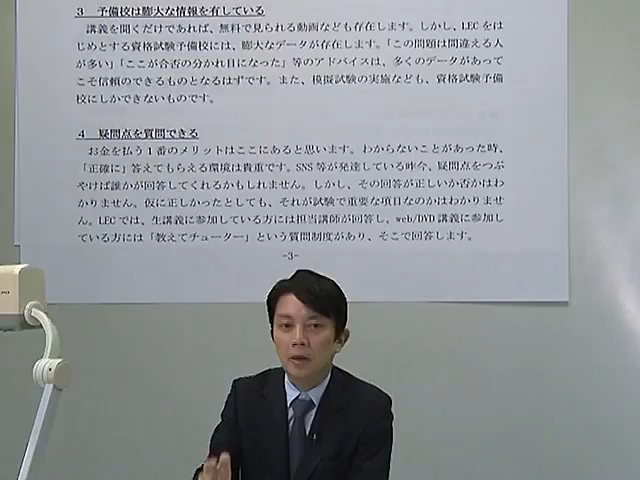 ３　予備校は膨大な情報を有している
講義を聞くだけであれば、無料で見られる動画なども存在します。しかし、LECをは
じめとする資格試験予備校には、膨大なデータが存在します。「この問題は間違える人
が多い」「ここが合否の分かれ目になった」等のアドバイスは、多くのデータがあって
こそ信頼のできるものとなるはずです。また、模擬試験の実施なども、資格試験予備
校にしかできないものです。
４　疑問点を質問できる
お金を払う１番のメリットはここにあると思います。わからないことがあった時、
「正確に」答えてもらえる環境は貴重です。SNS等が発達している昨今、疑問点をつぶ
やけば誰かが回答してくれるかもしれません。しかし、その回答が正しいか否かはわ
かりません。仮に正しかったとしても、それが試験で重要な項目なのかはわかりませ
ん。LECでは、生講義に参加している方には担当講師が回答し、web/DVD講義に参加し
ている方には「教えてチューター」という質問制度があり、そこで回答します。
-3-